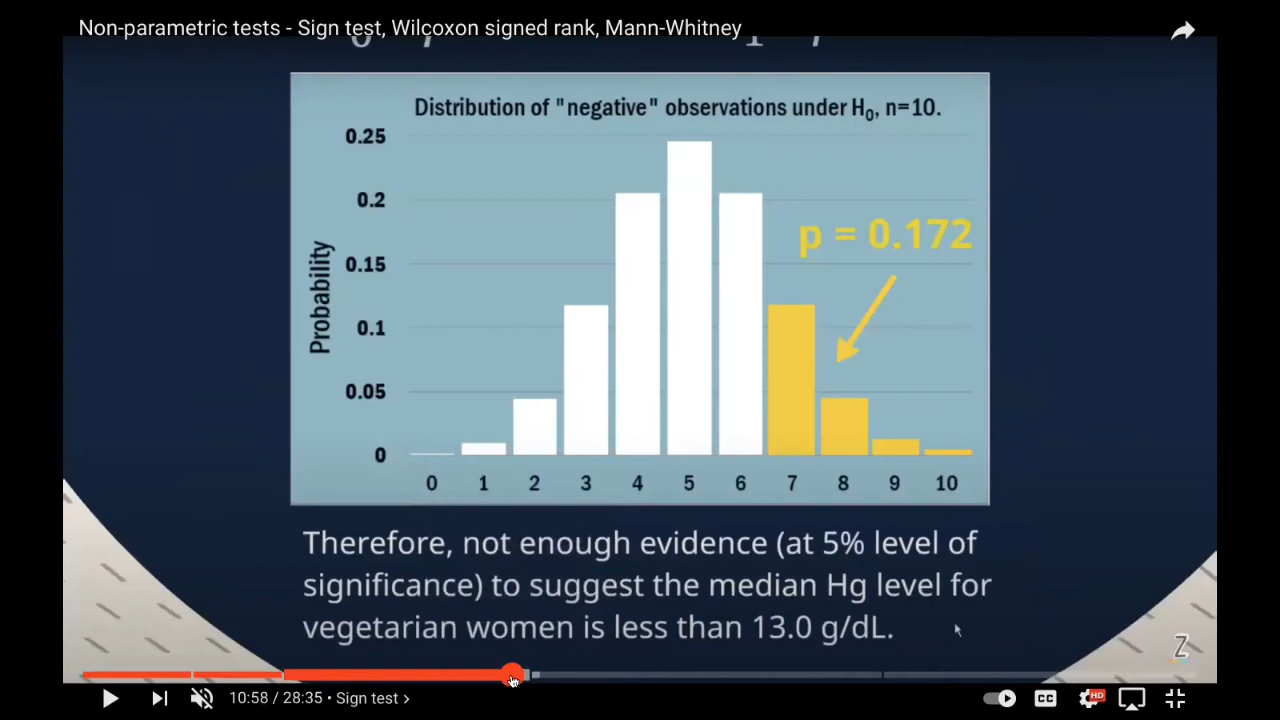 Non-parametric tests - Sign test, Wilcoxon signed rank, Mann-Whitney
Distribution of "negative" observations under H₀, n=10.
0.25
0.2
0.15
0.1
0.05
0
Probability
p = 0.172
0 1 2 3 4 5 6 7 8 9 10
Therefore, not enough evidence (at 5% level of
significance) to suggest the median Hg level for
vegetarian women is less than 13.0 g/dL.
Z
10:58 / 28:35 • Sign test ›
CC
HD